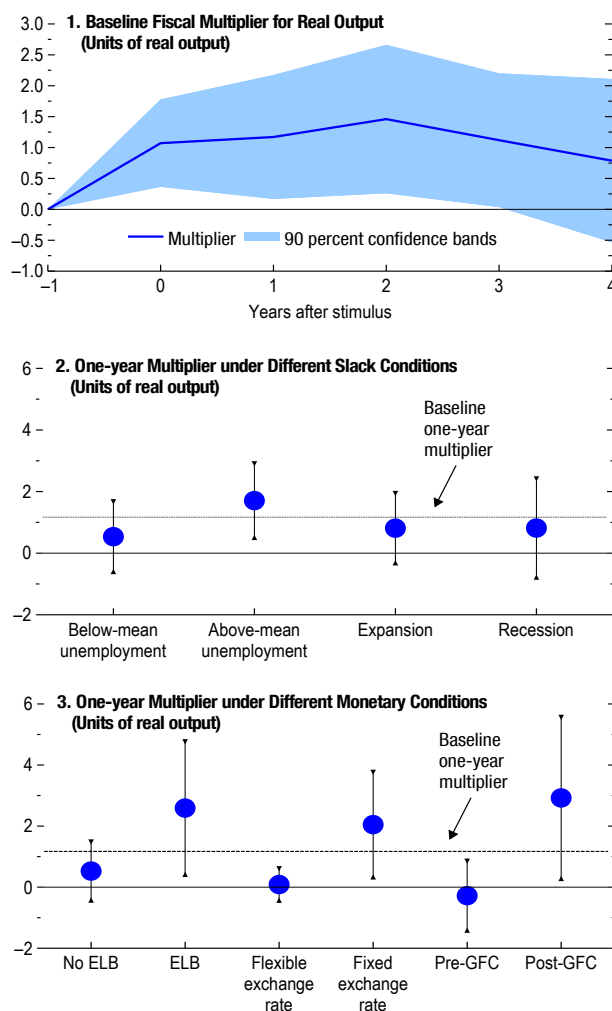 1. Baseline Fiscal Multiplier for Real Output
(Units of real output)
3.0
2.5
2.0
1.5
1.0
0.5
0.0
–0.5
–1.0
Multiplier
90 percent confidence bands
–1
0
1
2
3
4
Years after stimulus
2. One-year Multiplier under Different Slack Conditions
(Units of real output)
6
4
2
0
–2
Baseline
one-year
multiplier
Below-mean
unemployment
Above-mean
unemployment
Expansion
Recession
3. One-year Multiplier under Different Monetary Conditions
(Units of real output)
6
4
2
0
–2
Baseline
one-year
multiplier
No ELB
ELB
Flexible
exchange
rate
Fixed
exchange
rate
Pre-GFC
Post-GFC